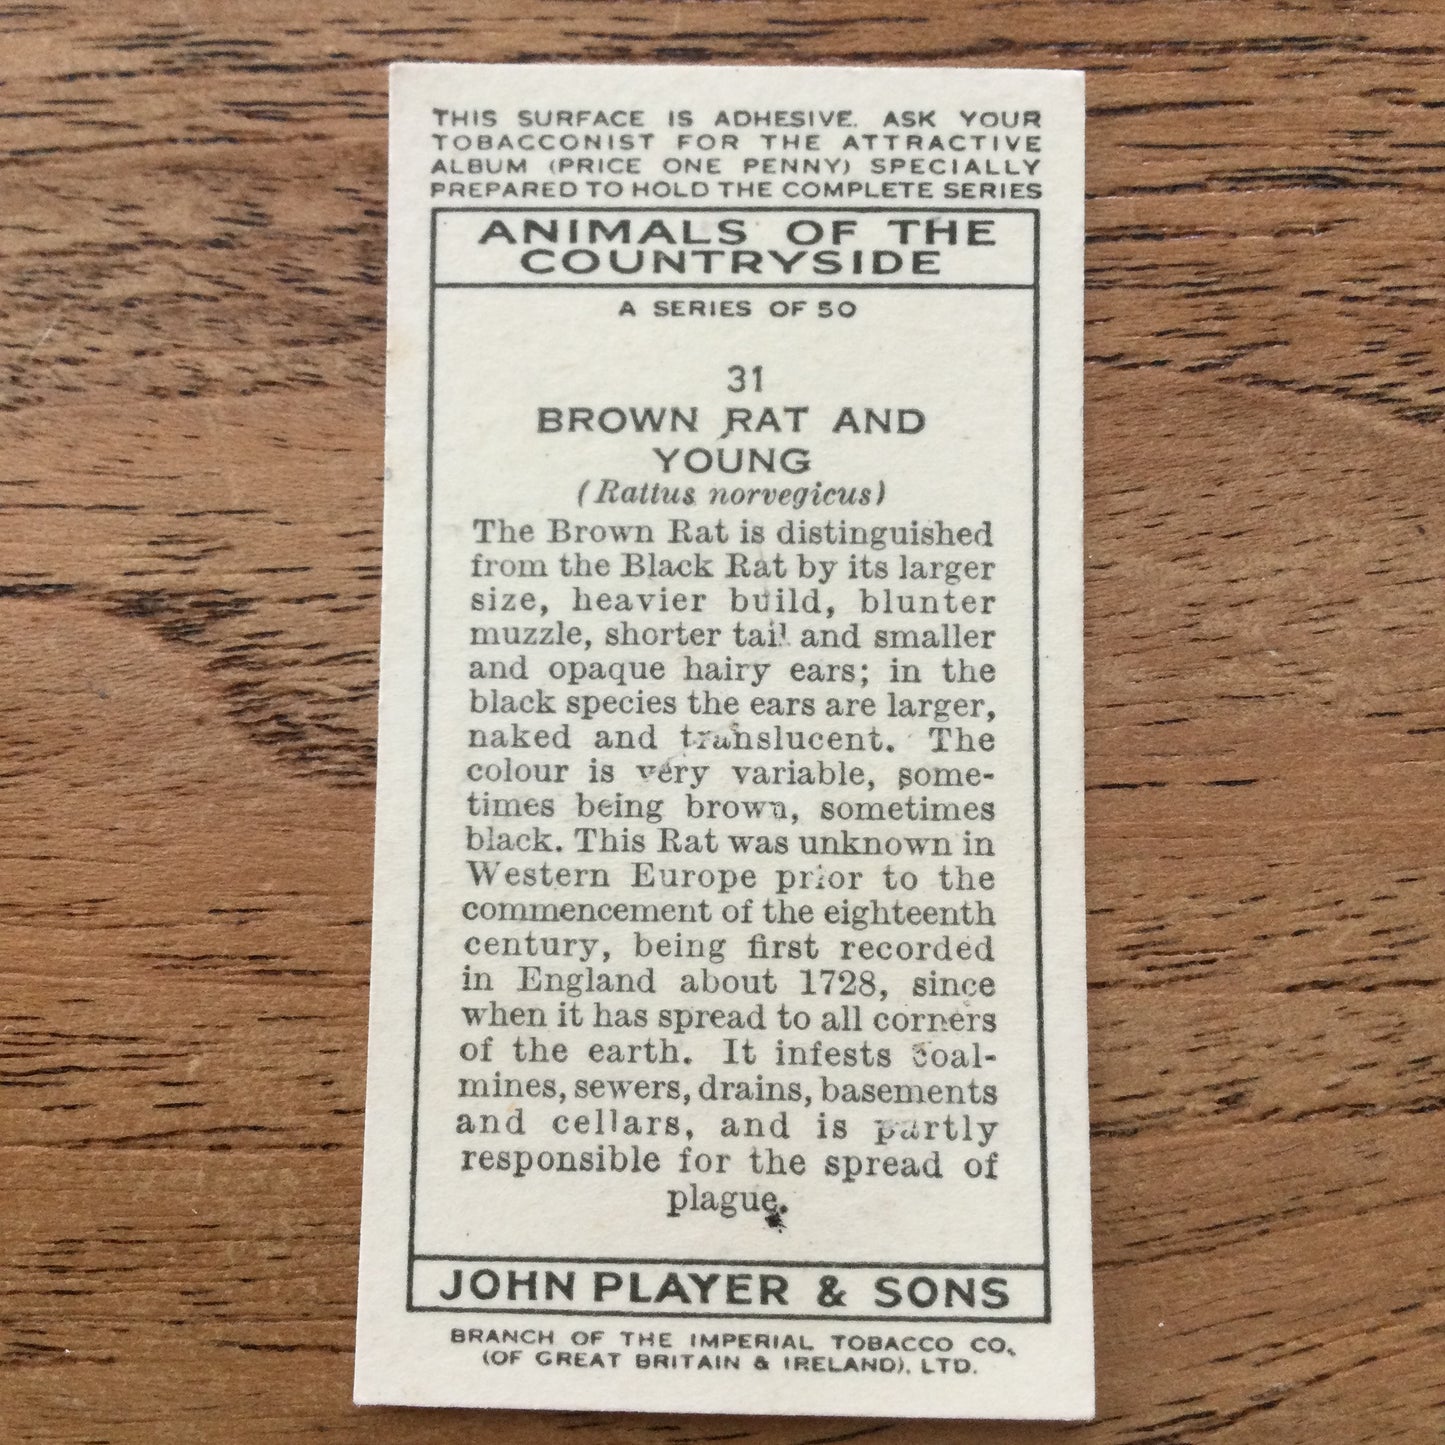 THIS SURFACE IS ADHESIVE. ASK YOUR
TOBACCONIST FOR THE ATTRACTIVE
ALBUM (PRICE ONE PENNY) SPECIALLY
PREPARED TO HOLD THE COMPLETE SERIES
ANIMALS OF THE
COUNTRYSIDE
A SERIES OF 50
31
BROWN RAT AND
YOUNG
(Rattus norvegicus)
The Brown Rat is distinguished
from the Black Rat by its larger
size, heavier build, blunter
muzzle, shorter tail and smaller
and opaque hairy ears; in the
black species the ears are larger,
naked and translucent. The
colour is very variable, some-
times being brown, sometimes
black. This Rat was unknown in
Western Europe prior to the
commencement of the eighteenth
century, being first recorded
in England about 1728, since
when it has spread to all corners
of the earth. It infests coal-
mines, sewers, drains, basements
and cellars, and is partly
responsible for the spread of
plague.
JOHN PLAYER & SONS
BRANCH OF THE IMPERIAL TOBACCO CO.
(OF GREAT BRITAIN & IRELAND), LTD.